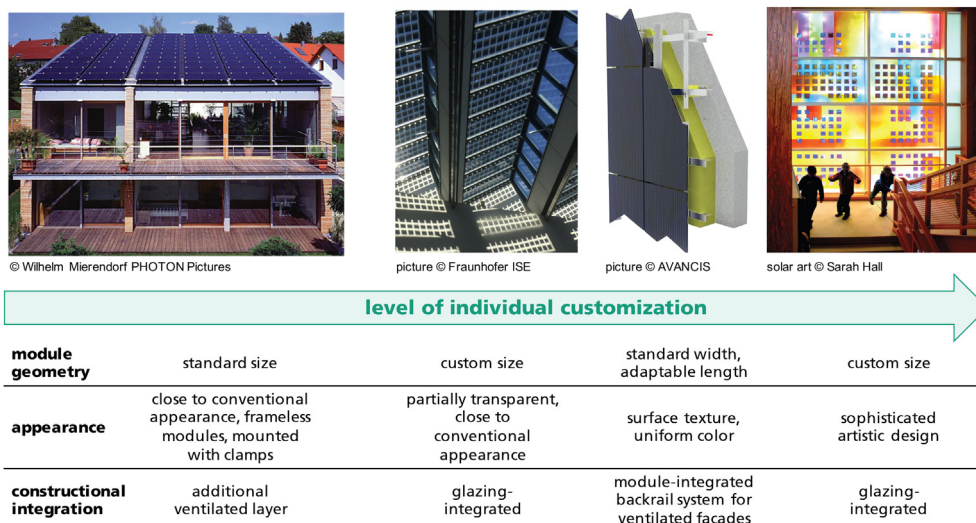 © Wilhelm Mierendorf PHOTON Pictures
picture © Fraunhofer ISE
picture © AVANCIS
solar art © Sarah Hall
level of individual customization
module
geometry
standard size
custom size
standard width,
adaptable length
custom size
appearance
close to conventional
appearance, frameless
modules, mounted
with clamps
partially transparent,
close to
conventional
appearance
surface texture,
uniform color
sophisticated
artistic design
constructional
integration
additional
ventilated layer
glazing-
integrated
module-integrated
backrail system for
ventilated facades
glazing-
integrated